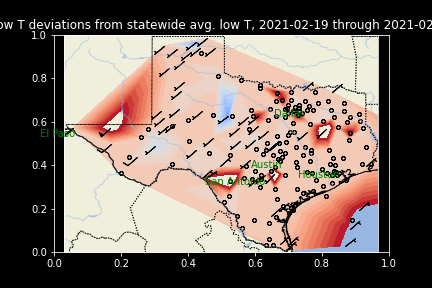 ow T deviations from statewide avg. low T, 2021-02-19 through 2021-02
1.0
0.8
0.6
0.4
0.2
0.0
El Paso
Dallas
Austin
San Antonio
Houston
0.0 0.2 0.4 0.6 0.8 1.0